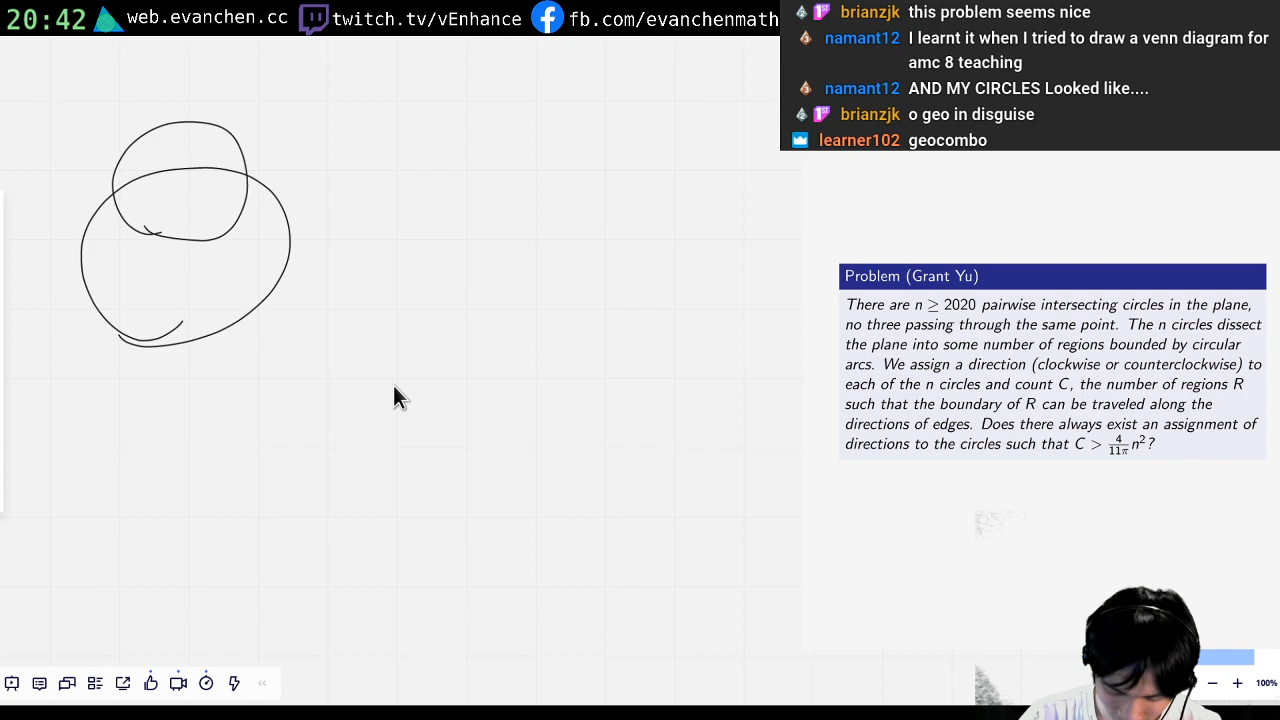 20:42 web.evanchen.cc twitch.tv/vEnhance fb.com/evanchenmath
brianzjk this problem seems nice
namant12 I learnt it when I tried to draw a venn diagram for
amc 8 teaching
namant12 AND MY CIRCLES Looked like....
brianzjk o geo in disguise
learner102 geocombo
Problem (Grant Yu)
There are n ≥ 2020 pairwise intersecting circles in the plane,
no three passing through the same point. The n circles dissect
the plane into some number of regions bounded by circular
arcs. We assign a direction (clockwise or counterclockwise) to
each of the n circles and count C, the number of regions R
such that the boundary of R can be traveled along the
directions of edges. Does there always exist an assignment of
directions to the circles such that C > 4/11π n²?
100%